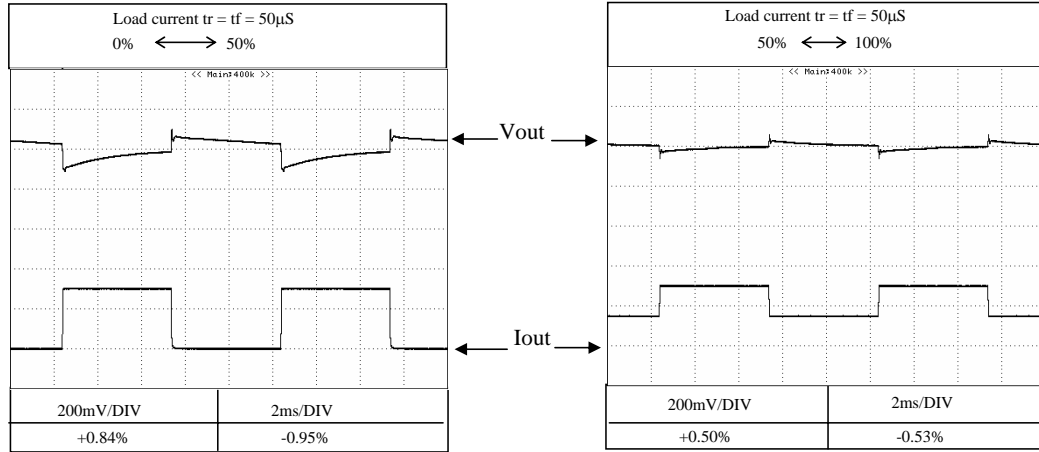 Load current tr = tf = 50µS
0% 50%
<< Main:400k >>
Vout
Iout
200mV/DIV 2ms/DIV
+0.84% -0.95%
Load current tr = tf = 50µS
50% 100%
<< Main:400k >>
200mV/DIV 2ms/DIV
+0.50% -0.53%